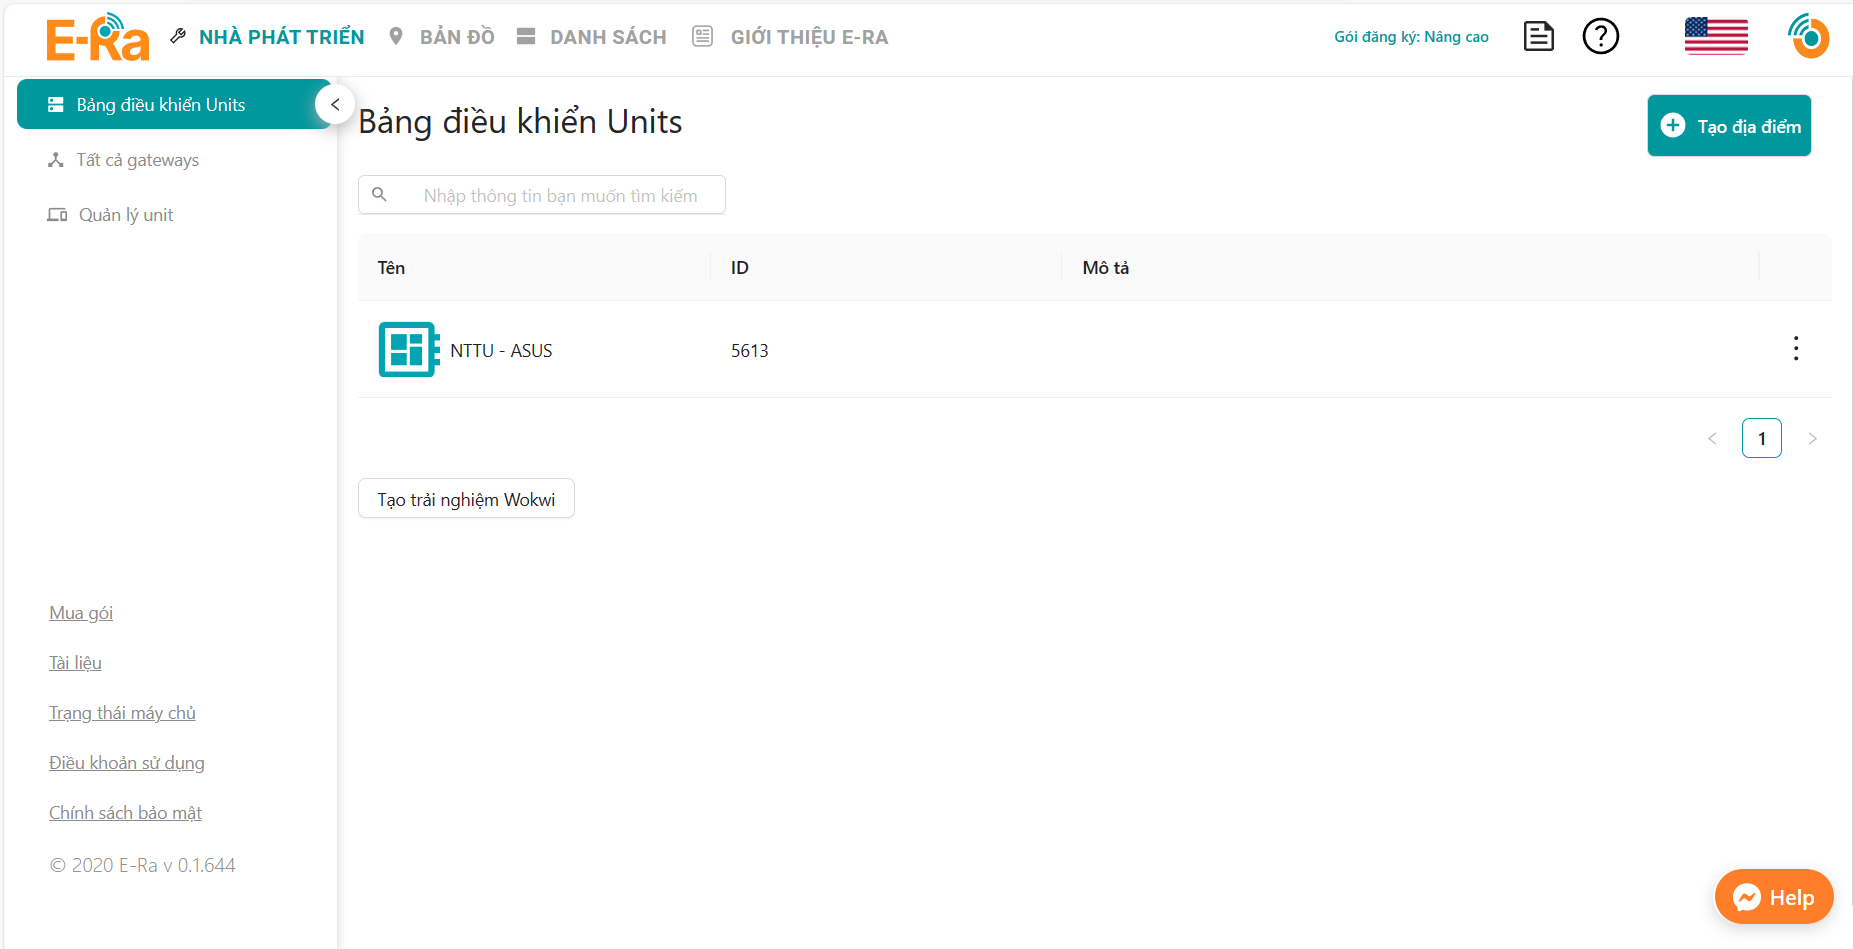 E-Ra
NHÀ PHÁT TRIỂN
BẢN ĐỒ
DANH SÁCH
GIỚI THIỆU E-RA
Gói đăng ký: Nâng cao
Bảng điều khiển Units
Tất cả gateways
Quản lý unit
Mua gói
Tài liệu
Trạng thái máy chủ
Điều khoản sử dụng
Chính sách bảo mật
© 2020 E-Ra v 0.1.644
Bảng điều khiển Units
Tạo địa điểm
Nhập thông tin bạn muốn tìm kiếm
Tên ID Mô tả
NTTU - ASUS 5613
1
Tạo trải nghiệm Wokwi
Help